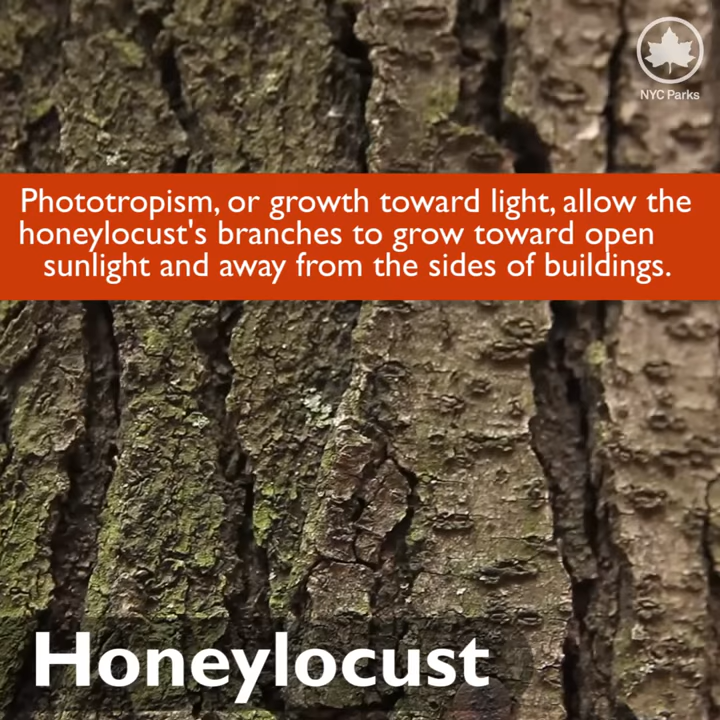 NYC Parks
Phototropism, or growth toward light, allow the
honeylocust's branches to grow toward open
sunlight and away from the sides of buildings.
Honeylocust